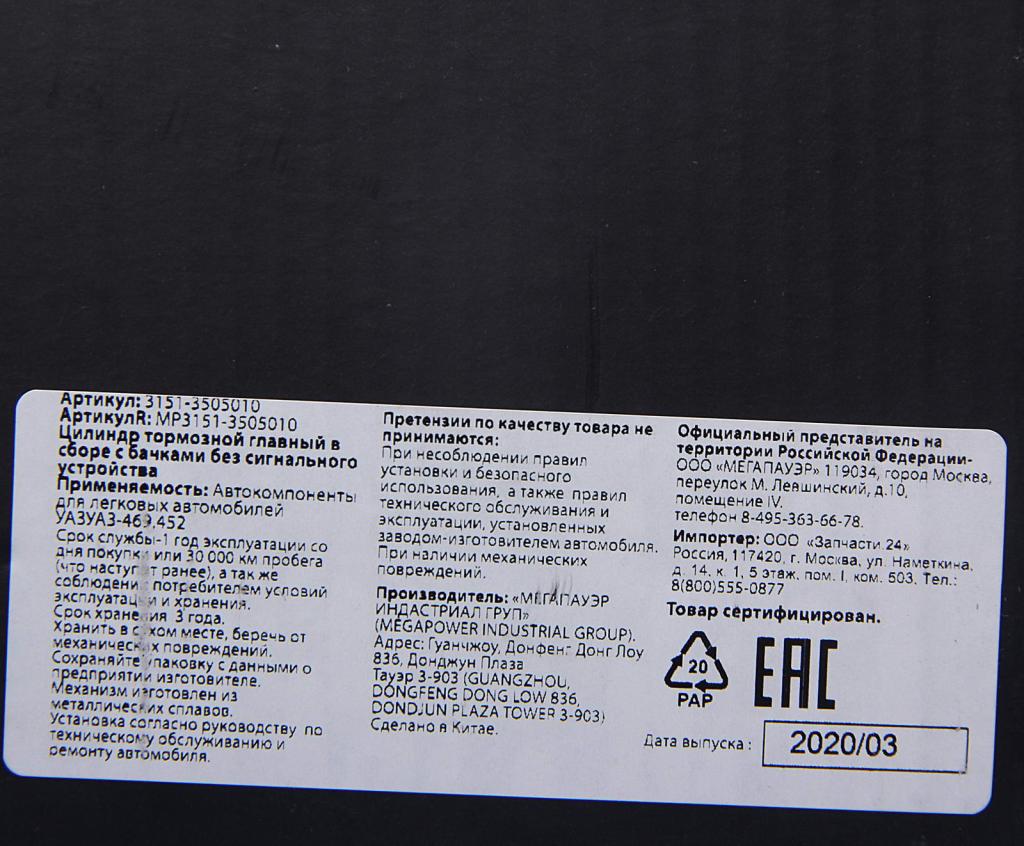 Артикул: 3151-3505010
АртикулR: MP3151-3505010
Цилиндр тормозной главный в
сборе с бачками без сигнального
устройства
Применяемость: Автокомпоненты
для легковых автомобилей
УАЗУАЗ-469,452
Срок службы-1 год эксплуатации со
дня покупки или 30 000 км пробега
(что наступит ранее), а так же
соблюдении потребителем условий
эксплуатации и хранения.
Срок хранения 3 года.
Хранить в сухом месте, беречь от
механических повреждений.
Сохраняйте упаковку с данными о
предприятии изготовителе.
Механизм изготовлен из
металлических сплавов.
Установка согласно руководству по
техническому обслуживанию и
ремонту автомобиля.
Претензии по качеству товара не
принимаются:
При несоблюдении правил
установки и безопасного
использования, а также правил
технического обслуживания и
эксплуатации, установленных
заводом-изготовителем автомобиля.
При наличии механических
повреждений.
Производитель: «МЕГАПАУЭР
ИНДАСТРИАЛ ГРУП»
(MEGAPOWER INDUSTRIAL GROUP).
Адрес: Гуанчжоу, Донфенг Донг Лоу
836, Донджун Плаза
Тауэр 3-903 (GUANGZHOU,
DONGFENG DONG LOW 836,
DONDJUN PLAZA TOWER 3-903)
Сделано в Китае.
Официальный представитель на
территории Российской Федерации-
ООО «МЕГАПАУЭР» 119034, город Москва,
переулок М. Левшинский, д.10,
помещение IV.
телефон 8-495-363-66-78.
Импортер: ООО «Запчасти.24»
Россия, 117420, г. Москва, ул. Наметкина,
д. 14, к. 1, 5 этаж, пом. I, ком. 503. Тел.:
8(800)555-0877
Товар сертифицирован.
20
PAP
EAC
Дата выпуска: 2020/03